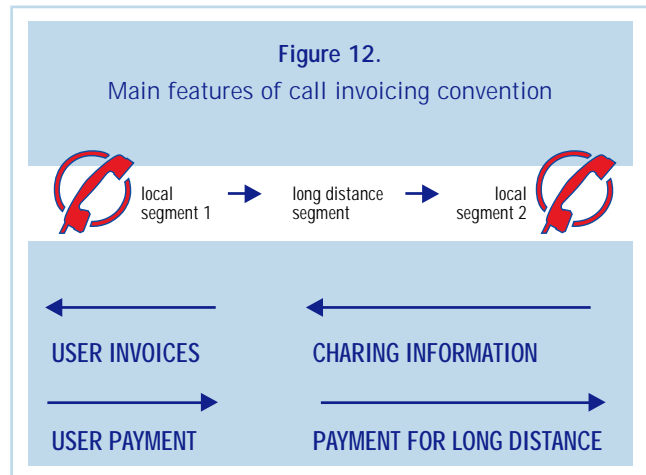 Figure 12.
Main features of call invoicing convention
local
segment 1
long distance
segment
local
segment 2
USER INVOICES
CHARING INFORMATION
USER PAYMENT
PAYMENT FOR LONG DISTANCE